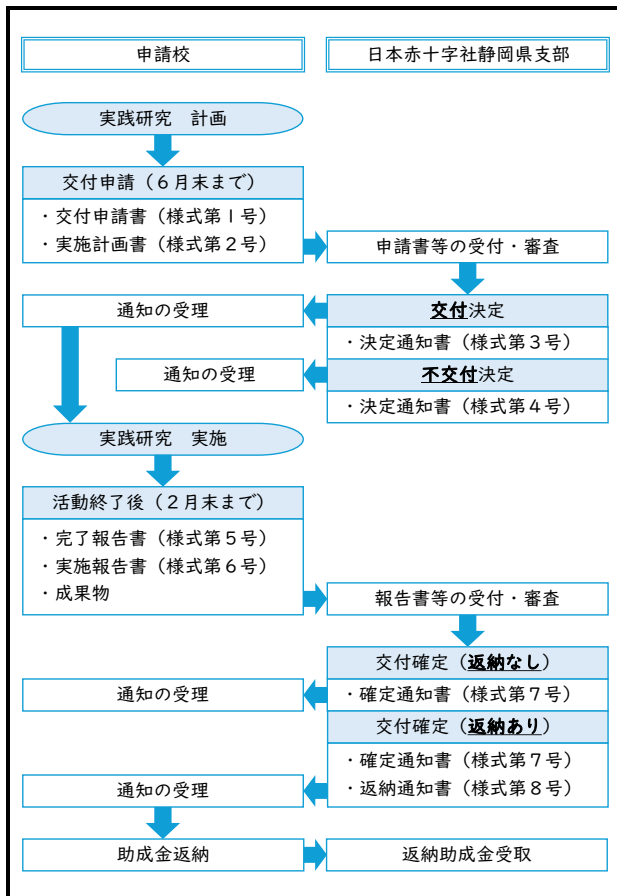 申請校
日本赤十字社静岡県支部
実践研究　計画
交付申請（６月末まで）
・交付申請書（様式第１号）
・実施計画書（様式第２号）
申請書等の受付・審査
通知の受理
交付決定
・決定通知書（様式第３号）
通知の受理
不交付決定
・決定通知書（様式第４号）
実践研究　実施
活動終了後（２月末まで）
・完了報告書（様式第５号）
・実施報告書（様式第６号）
・成果物
報告書等の受付・審査
交付確定（返納なし）
通知の受理
・確定通知書（様式第７号）
交付確定（返納あり）
・確定通知書（様式第７号）
通知の受理
・返納通知書（様式第８号）
助成金返納
返納助成金受取